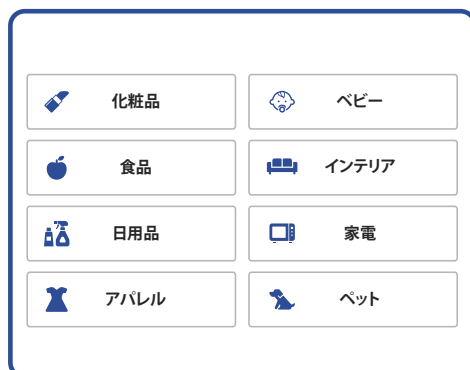 化粧品
ベビー
食品
インテリア
日用品
家電
アパレル
ペット